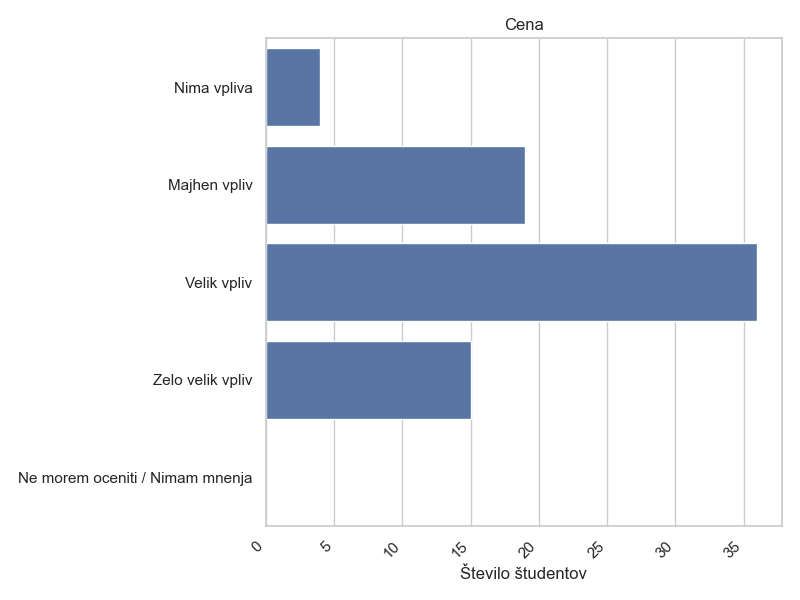 Cena
Nima vpliva
Majhen vpliv
Velik vpliv
Zelo velik vpliv
Ne morem oceniti / Nimam mnenja
0 5 10 15 20 25 30 35
Število študentov